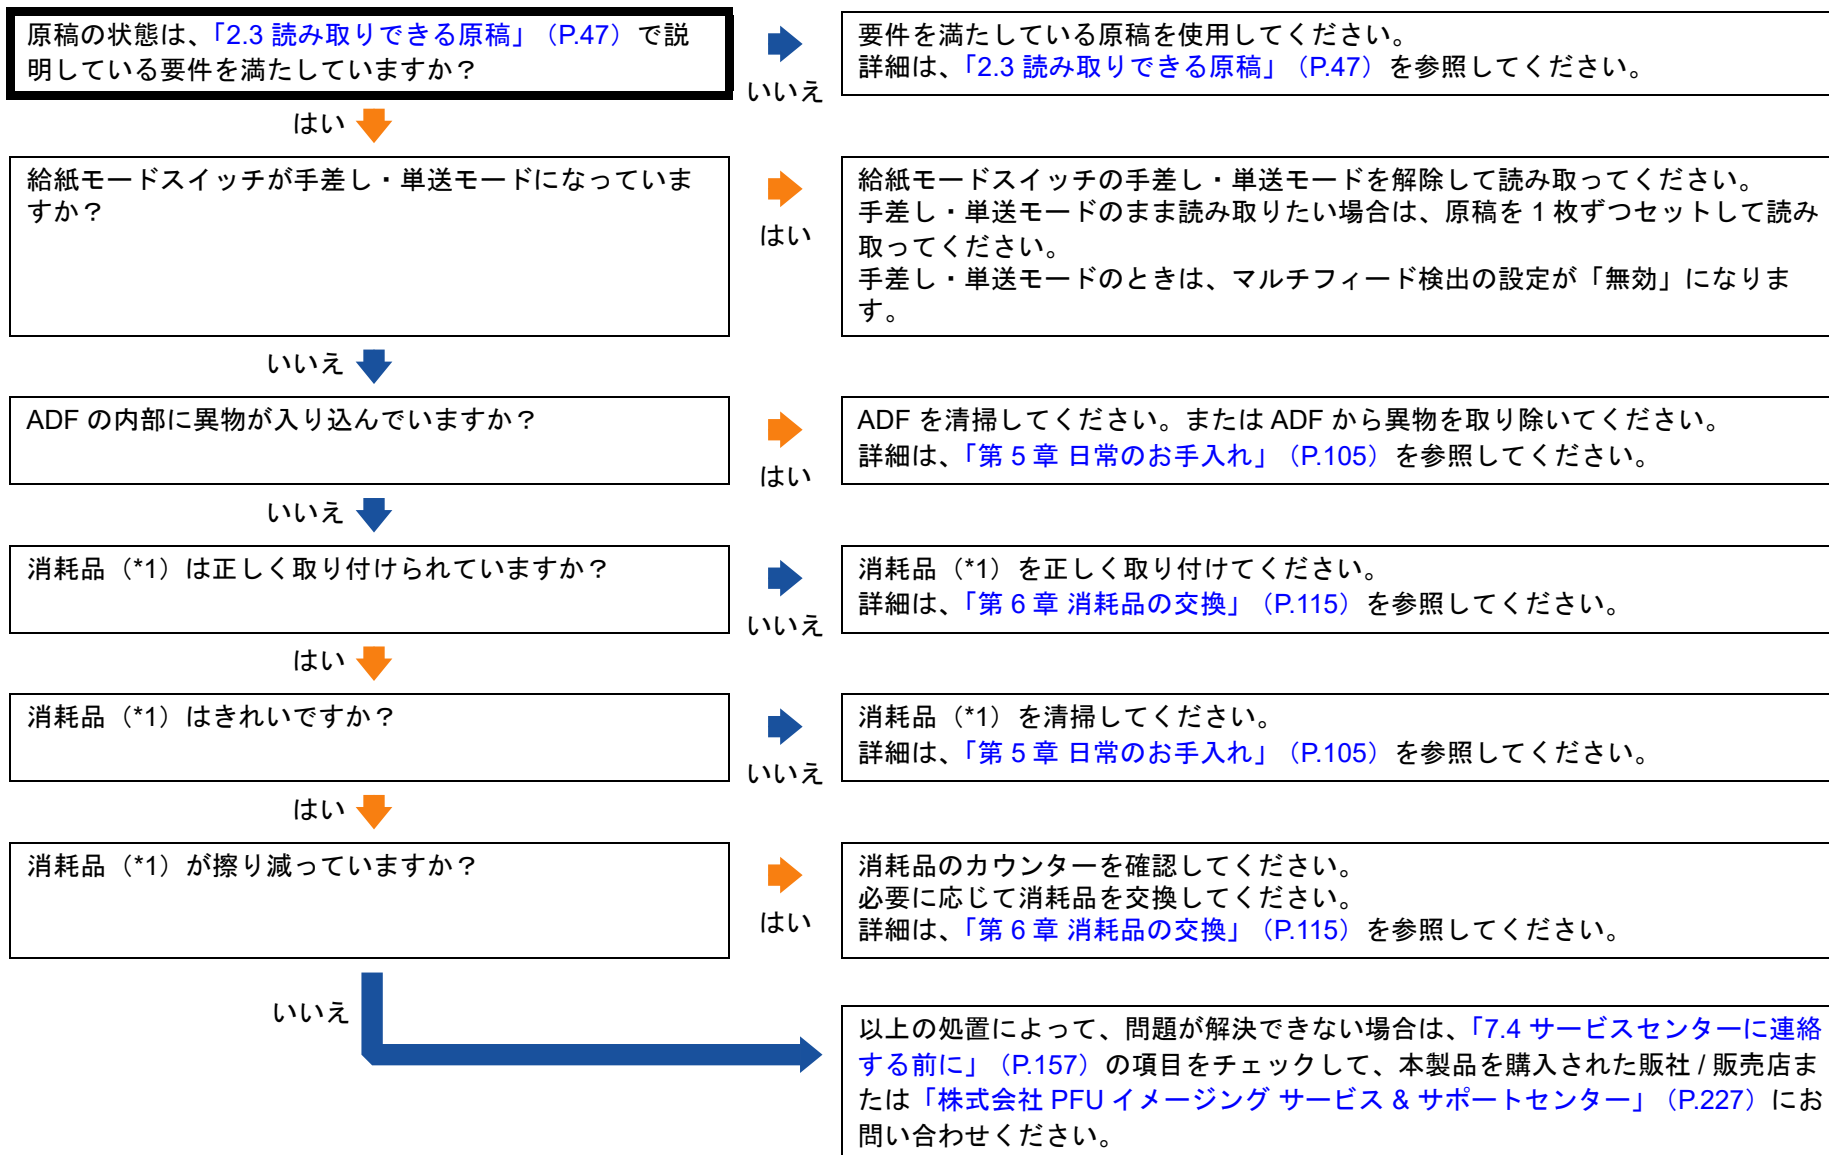 原稿の状態は、「2.3 読み取りできる原稿」（P.47）で説
明している要件を満たしていますか？
いいえ
要件を満たしている原稿を使用してください。
詳細は、「2.3 読み取りできる原稿」（P.47）を参照してください。
はい
給紙モードスイッチが手差し・単送モードになっていま
すか？
はい
給紙モードスイッチの手差し・単送モードを解除して読み取ってください。
手差し・単送モードのまま読み取りたい場合は、原稿を 1 枚ずつセットして読み
取ってください。
手差し・単送モードのときは、マルチフィード検出の設定が「無効」になりま
す。
いいえ
ADF の内部に異物が入り込んでいますか？
はい
ADF を清掃してください。または ADF から異物を取り除いてください。
詳細は、「第 5 章 日常のお手入れ」（P.105）を参照してください。
いいえ
消耗品（*1）は正しく取り付けられていますか？
いいえ
消耗品（*1）を正しく取り付けてください。
詳細は、「第 6 章 消耗品の交換」（P.115）を参照してください。
はい
消耗品（*1）はきれいですか？
いいえ
消耗品（*1）を清掃してください。
詳細は、「第 5 章 日常のお手入れ」（P.105）を参照してください。
はい
消耗品（*1）が擦り減っていますか？
はい
消耗品のカウンターを確認してください。
必要に応じて消耗品を交換してください。
詳細は、「第 6 章 消耗品の交換」（P.115）を参照してください。
いいえ
以上の処置によって、問題が解決できない場合は、「7.4 サービスセンターに連絡
する前に」（P.157）の項目をチェックして、本製品を購入された販社 / 販売店ま
たは「株式会社 PFU イメージング サービス & サポートセンター」（P.227）にお
問い合わせください。